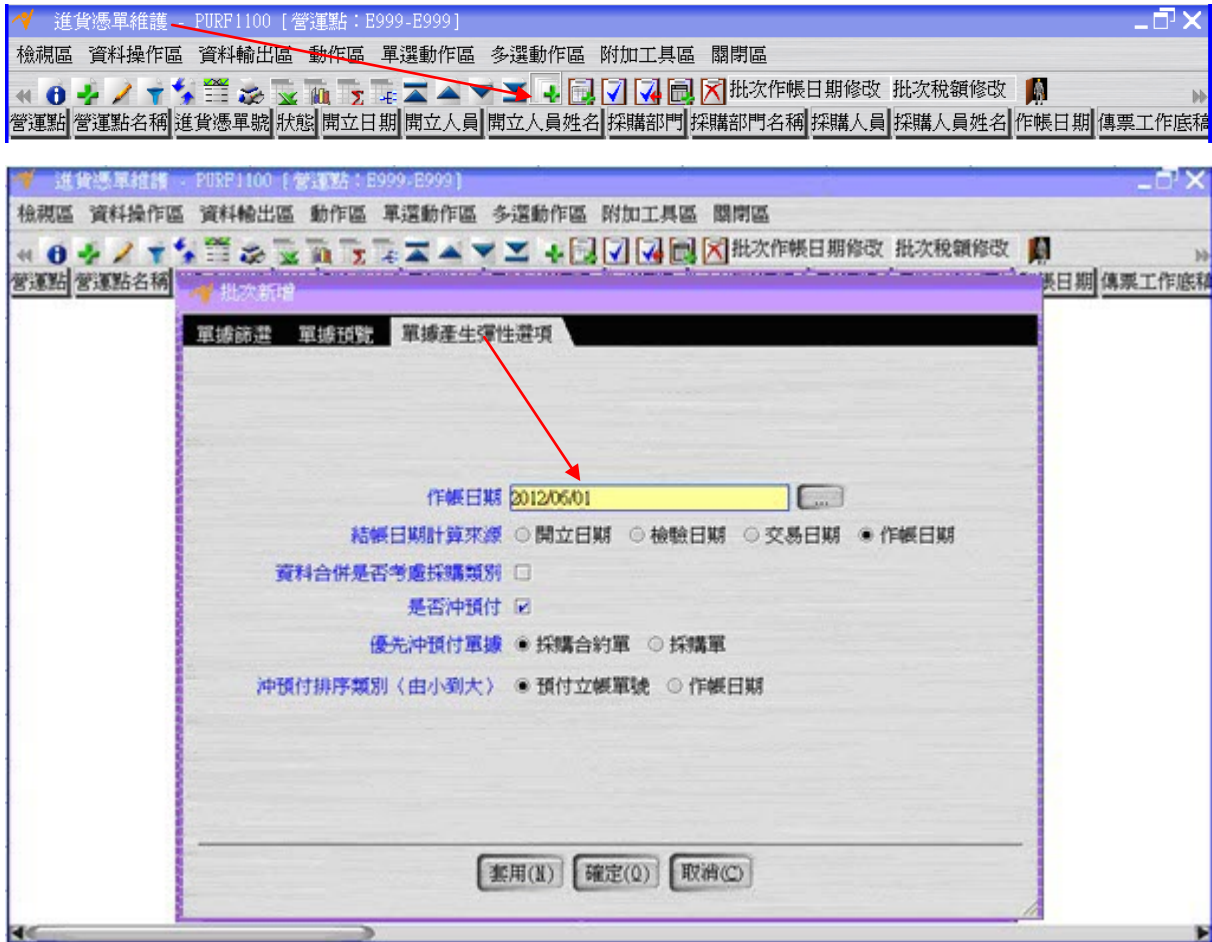 進貨憑單維護 - PURF1100 [營運點：E999-E999]
檢視區 資料操作區 資料輸出區 動作區 單選動作區 多選動作區 附加工具區 關閉區
批次作帳日期修改 批次稅額修改
營運點 營運點名稱 進貨憑單號 狀態 開立日期 開立人員 開立人員姓名 採購部門 採購部門名稱 採購人員 採購人員姓名 作帳日期 傳票工作底稿
進貨憑單維護 - PURF1100 [營運點：E999-E999]
檢視區 資料操作區 資料輸出區 動作區 單選動作區 多選動作區 附加工具區 關閉區
批次作帳日期修改 批次稅額修改
營運點 營運點名稱 帳日期 傳票工作底稿
批次新增
單據篩選 單據預覽 單據產生彈性選項
作帳日期 2012/06/01 ...
結帳日期計算來源 開立日期 檢驗日期 交易日期 作帳日期
資料合併是否考慮採購類別
是否沖預付
優先沖預付單據 採購合約單 採購單
沖預付排序類別（由小到大） 預付立帳單號 作帳日期
套用(N) 確定(O) 取消(C)